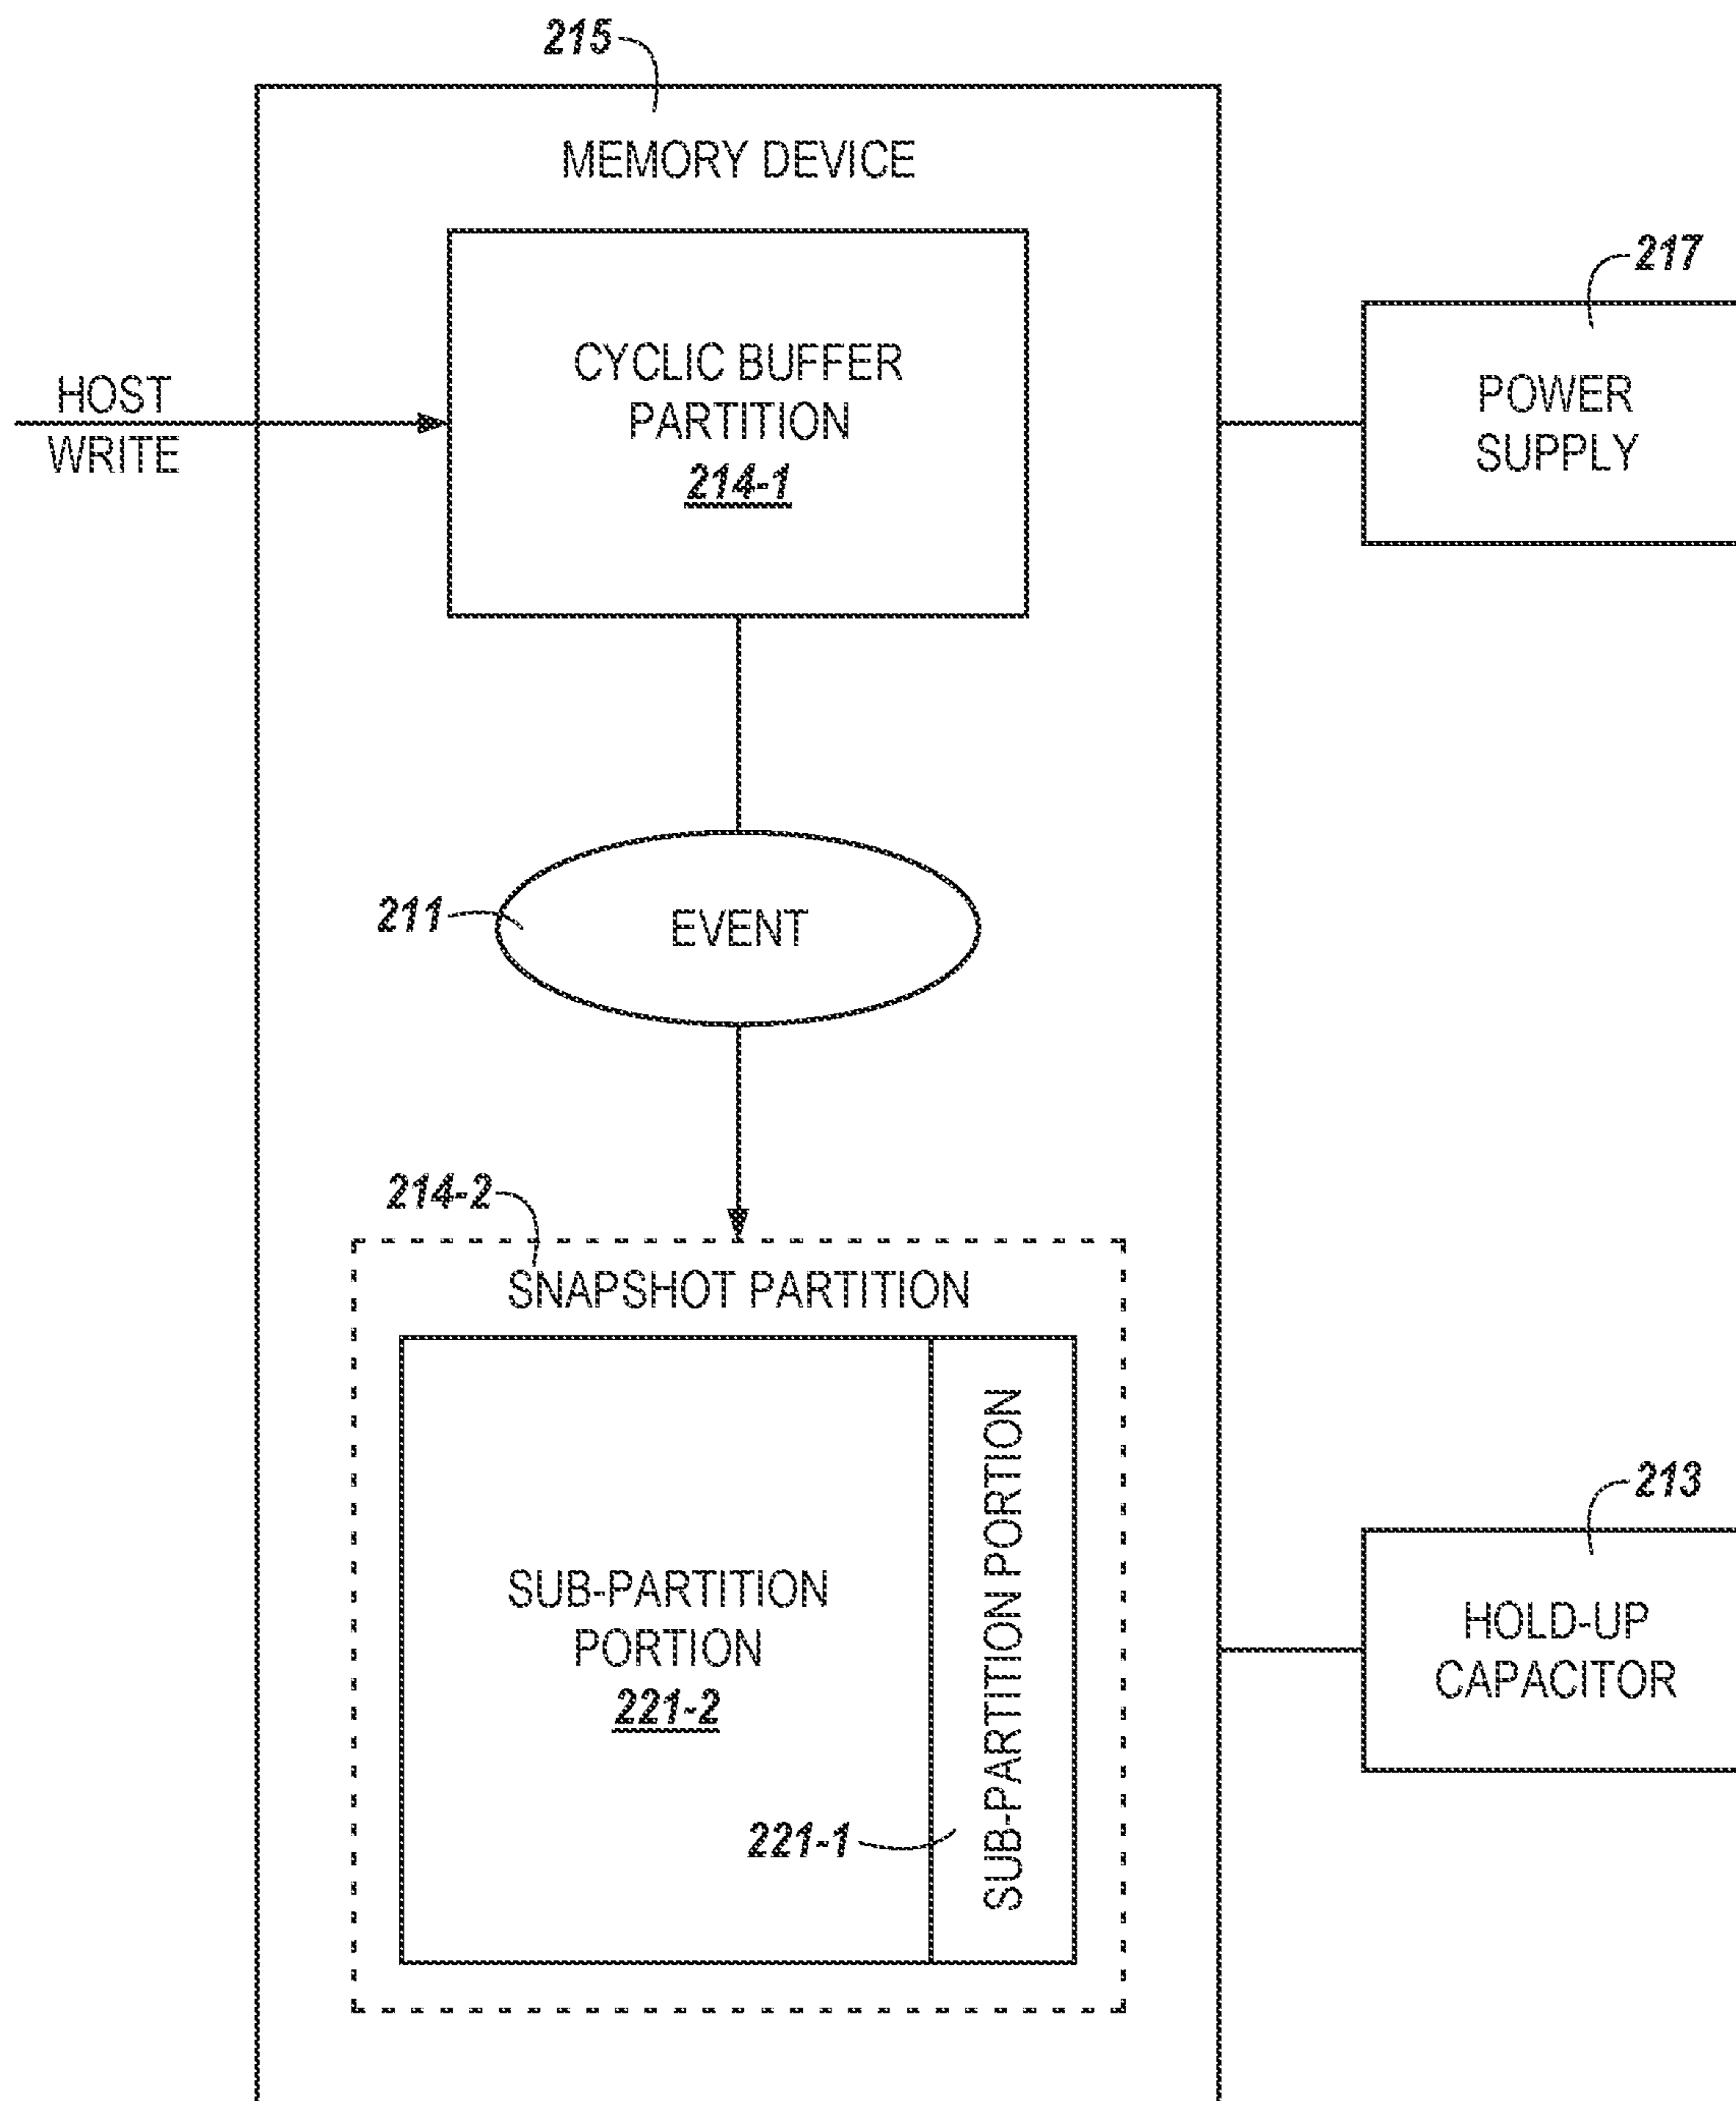 215
MEMORY DEVICE
217
CYCLIC BUFFER
PARTITION
214-1
HOST
WRITE
POWER
SUPPLY
211
EVENT
214-2
SNAPSHOT PARTITION
SUB-PARTITION
PORTION
221-2
SUB-PARTITION PORTION
221-1
213
HOLD-UP
CAPACITOR